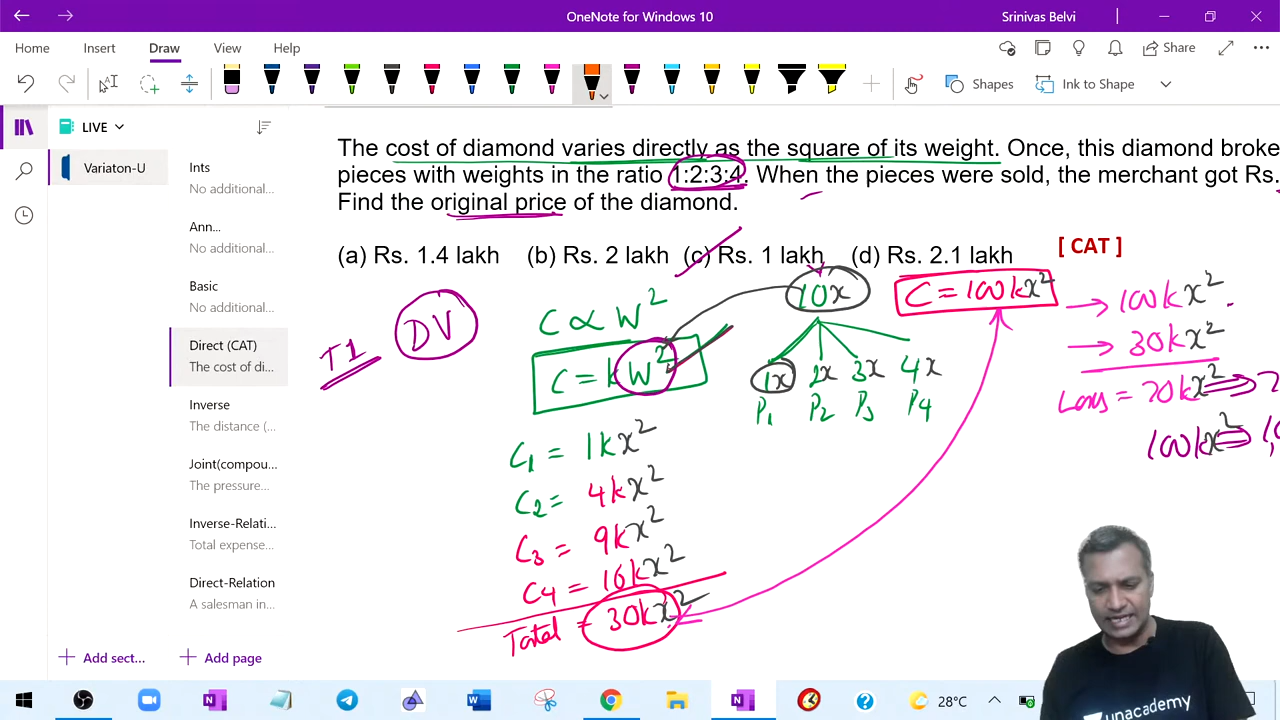 OneNote for Windows 10
Srinivas Belvi
Home Insert Draw View Help
Share
Shapes
Ink to Shape
LIVE
Variaton-U
Ints
No additional...
Ann...
No additional...
Base
No additional...
Direct (CAT)
The cost of di...
Inverse
The distance (...
Joint(compou...
The pressure...
Inverse-Relati...
Total expense...
Direct-Relation
A salesman in...
Add sect...
Add page
The cost of diamond varies directly as the square of its weight. Once, this diamond broke
pieces with weights in the ratio 1:2:3:4. When the pieces were sold, the merchant got Rs.
Find the original price of the diamond.
(a) Rs. 1.4 lakh (b) Rs. 2 lakh (c) Rs. 1 lakh (d) Rs. 2.1 lakh
[ CAT ]
T1
DV
C ∝ W²
C = kW²
10x
1x 2x 3x 4x
P₁ P₂ P₃ P₄
C = 100kx²
→ 100kx²
→ 30kx²
Loss = 70kx² ⇒ 7
100kx² ⇒
C₁ = 1kx²
C₂ = 4kx²
C₃ = 9kx²
C₄ = 16kx²
Total = 30kx²
unacademy
28°C